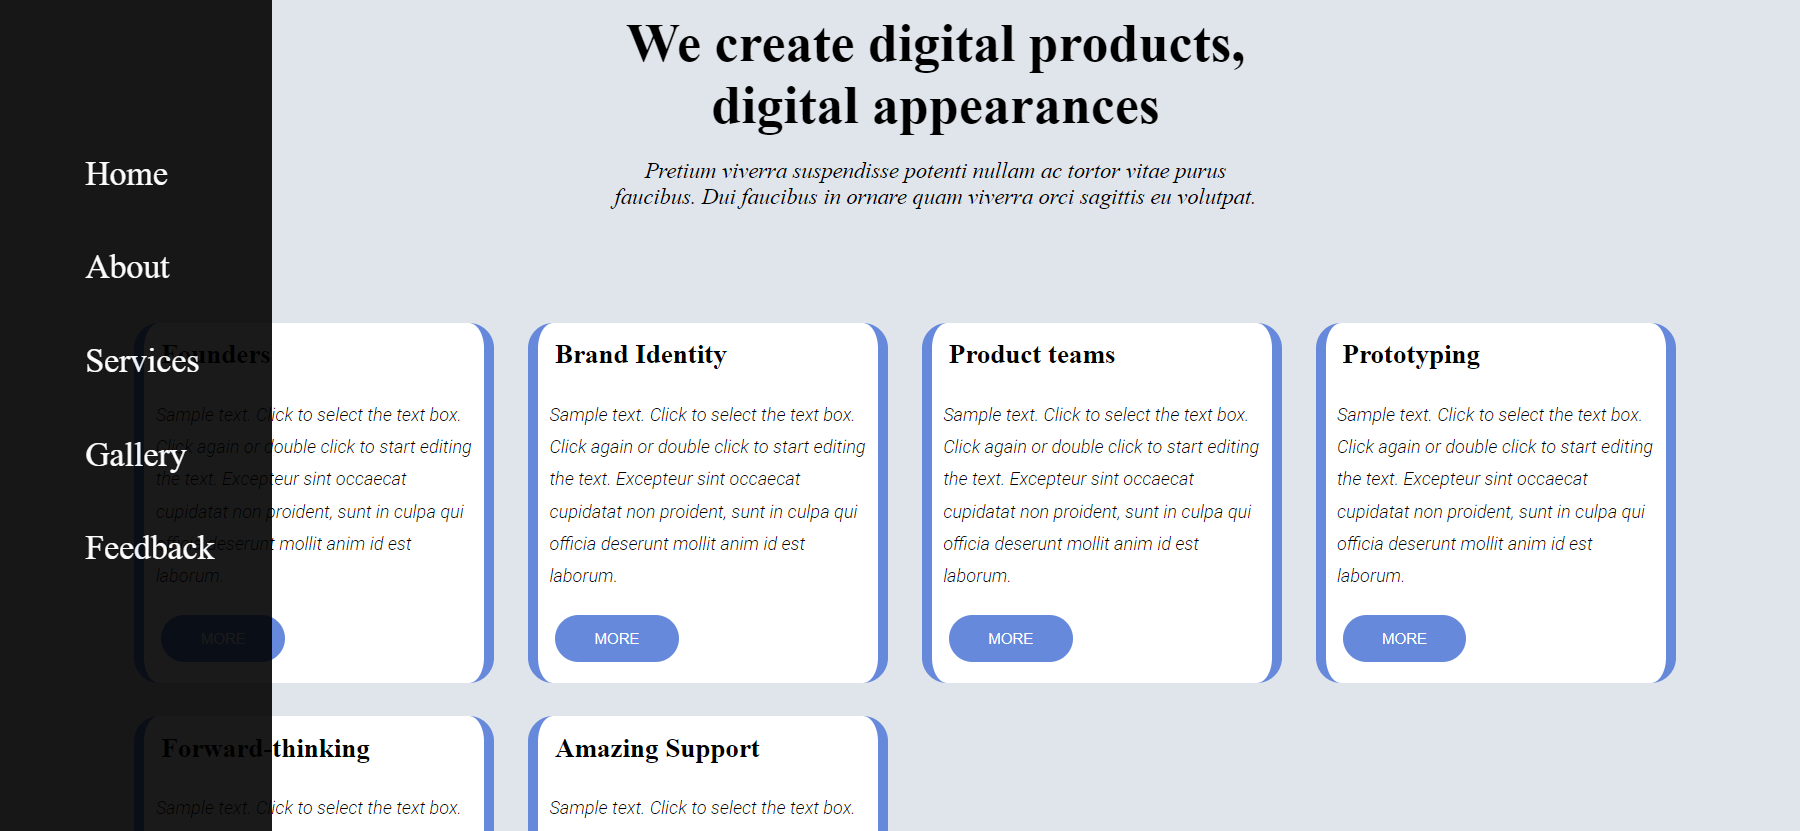 We create digital products,
digital appearances
Pretium viverra suspendisse potenti nullam ac tortor vitae purus
faucibus. Dui faucibus in ornare quam viverra orci sagittis eu volutpat.
Home
About
Services
Gallery
Feedback
Founders
Sample text. Click to select the text box.
Click again or double click to start editing
the text. Excepteur sint occaecat
cupidatat non proident, sunt in culpa qui
officia deserunt mollit anim id est
laborum.
MORE
Brand Identity
Sample text. Click to select the text box.
Click again or double click to start editing
the text. Excepteur sint occaecat
cupidatat non proident, sunt in culpa qui
officia deserunt mollit anim id est
laborum.
MORE
Product teams
Sample text. Click to select the text box.
Click again or double click to start editing
the text. Excepteur sint occaecat
cupidatat non proident, sunt in culpa qui
officia deserunt mollit anim id est
laborum.
MORE
Prototyping
Sample text. Click to select the text box.
Click again or double click to start editing
the text. Excepteur sint occaecat
cupidatat non proident, sunt in culpa qui
officia deserunt mollit anim id est
laborum.
MORE
Forward-thinking
Sample text. Click to select the text box.
Amazing Support
Sample text. Click to select the text box.